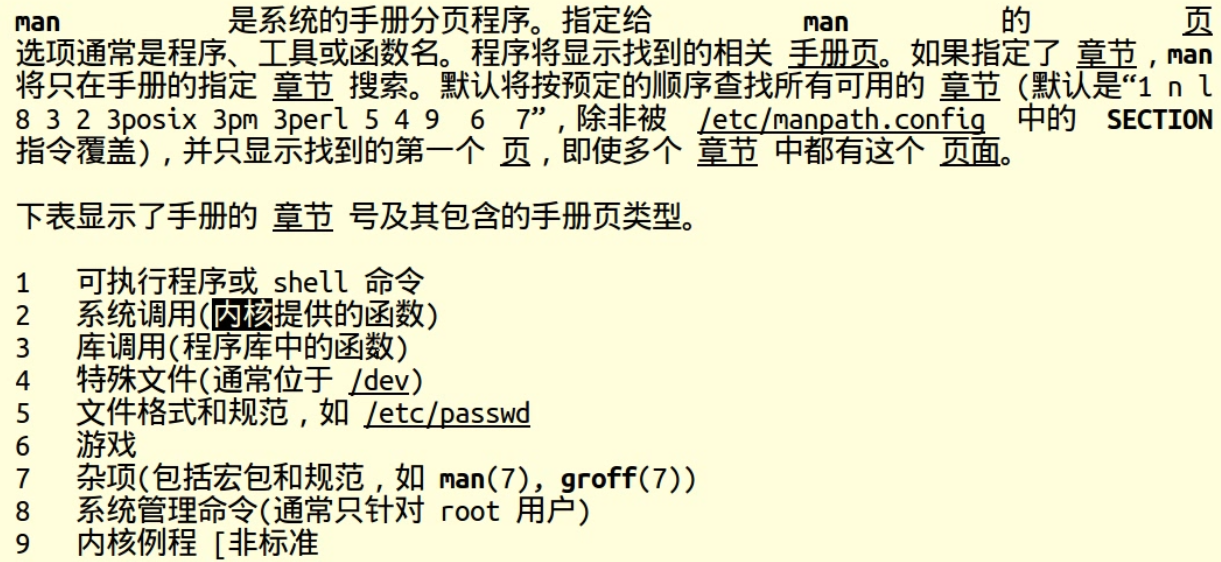 man 是系统的手册分页程序。指定给 man 的 页
选项通常是程序、工具或函数名。程序将显示找到的相关 手册页。如果指定了 章节，man
将只在手册的指定 章节 搜索。默认将按预定的顺序查找所有可用的 章节 (默认是“1 n l
8 3 2 3posix 3pm 3perl 5 4 9 6 7”，除非被 /etc/manpath.config 中的 SECTION
指令覆盖)，并只显示找到的第一个 页，即使多个 章节 中都有这个 页面。
下表显示了手册的 章节 号及其包含的手册页类型。
1 可执行程序或 shell 命令
2 系统调用(内核提供的函数)
3 库调用(程序库中的函数)
4 特殊文件(通常位于 /dev)
5 文件格式和规范，如 /etc/passwd
6 游戏
7 杂项(包括宏包和规范，如 man(7), groff(7))
8 系统管理命令(通常只针对 root 用户)
9 内核例程 [非标准